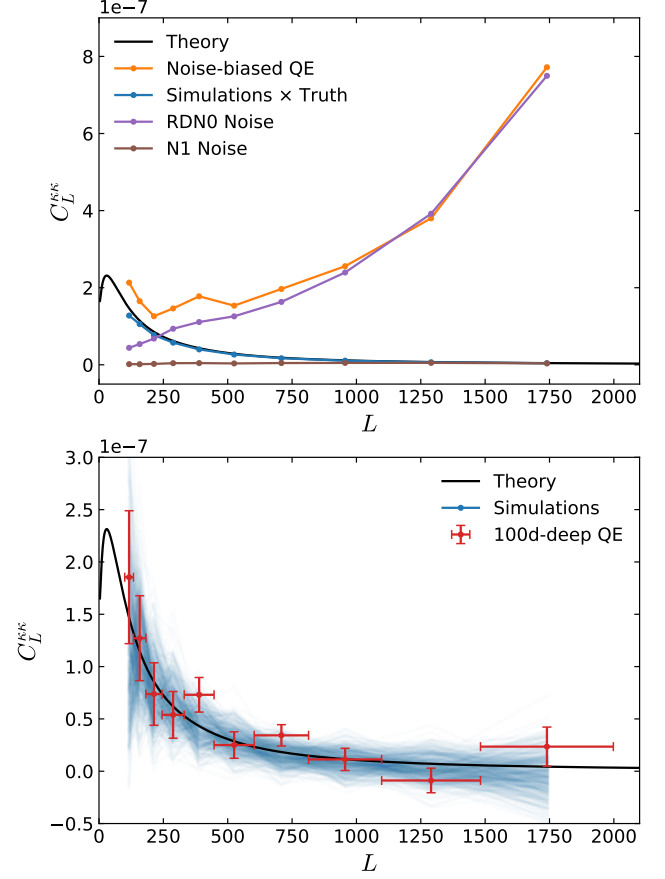 1e−7
8
6
4
2
0
C_L^{κκ}
Theory
Noise-biased QE
Simulations × Truth
RDN0 Noise
N1 Noise
0 250 500 750 1000 1250 1500 1750 2000
L
1e−7
3.0
2.5
2.0
1.5
1.0
0.5
0.0
−0.5
C_L^{κκ}
Theory
Simulations
100d-deep QE
0 250 500 750 1000 1250 1500 1750 2000
L